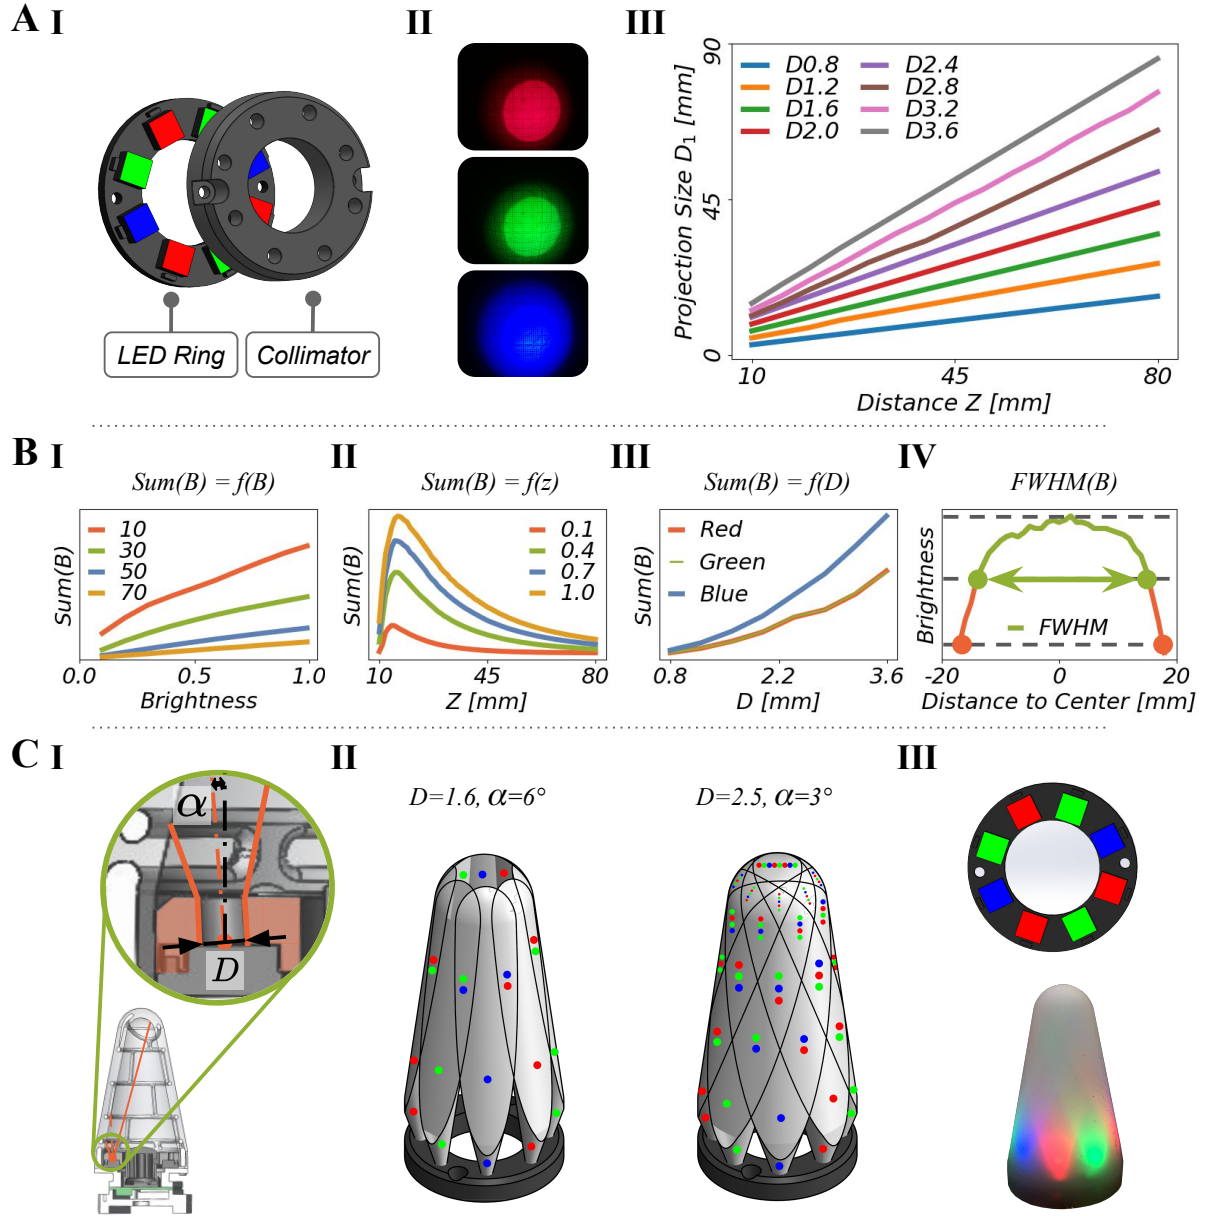 A I
II
III
LED Ring
Collimator
90
45
0
Projection Size D1 [mm]
D0.8
D1.2
D1.6
D2.0
D2.4
D2.8
D3.2
D3.6
10
45
80
Distance Z [mm]
B I
II
III
IV
Sum(B) = f(B)
Sum(B) = f(z)
Sum(B) = f(D)
FWHM(B)
Sum(B)
10
30
50
70
0.0
0.5
1.0
Brightness
Sum(B)
0.1
0.4
0.7
1.0
10
45
80
Z [mm]
Sum(B)
Red
Green
Blue
0.8
2.2
3.6
D [mm]
Brightness
FWHM
-20
0
20
Distance to Center [mm]
C I
II
III
α
D
D=1.6, α=6°
D=2.5, α=3°